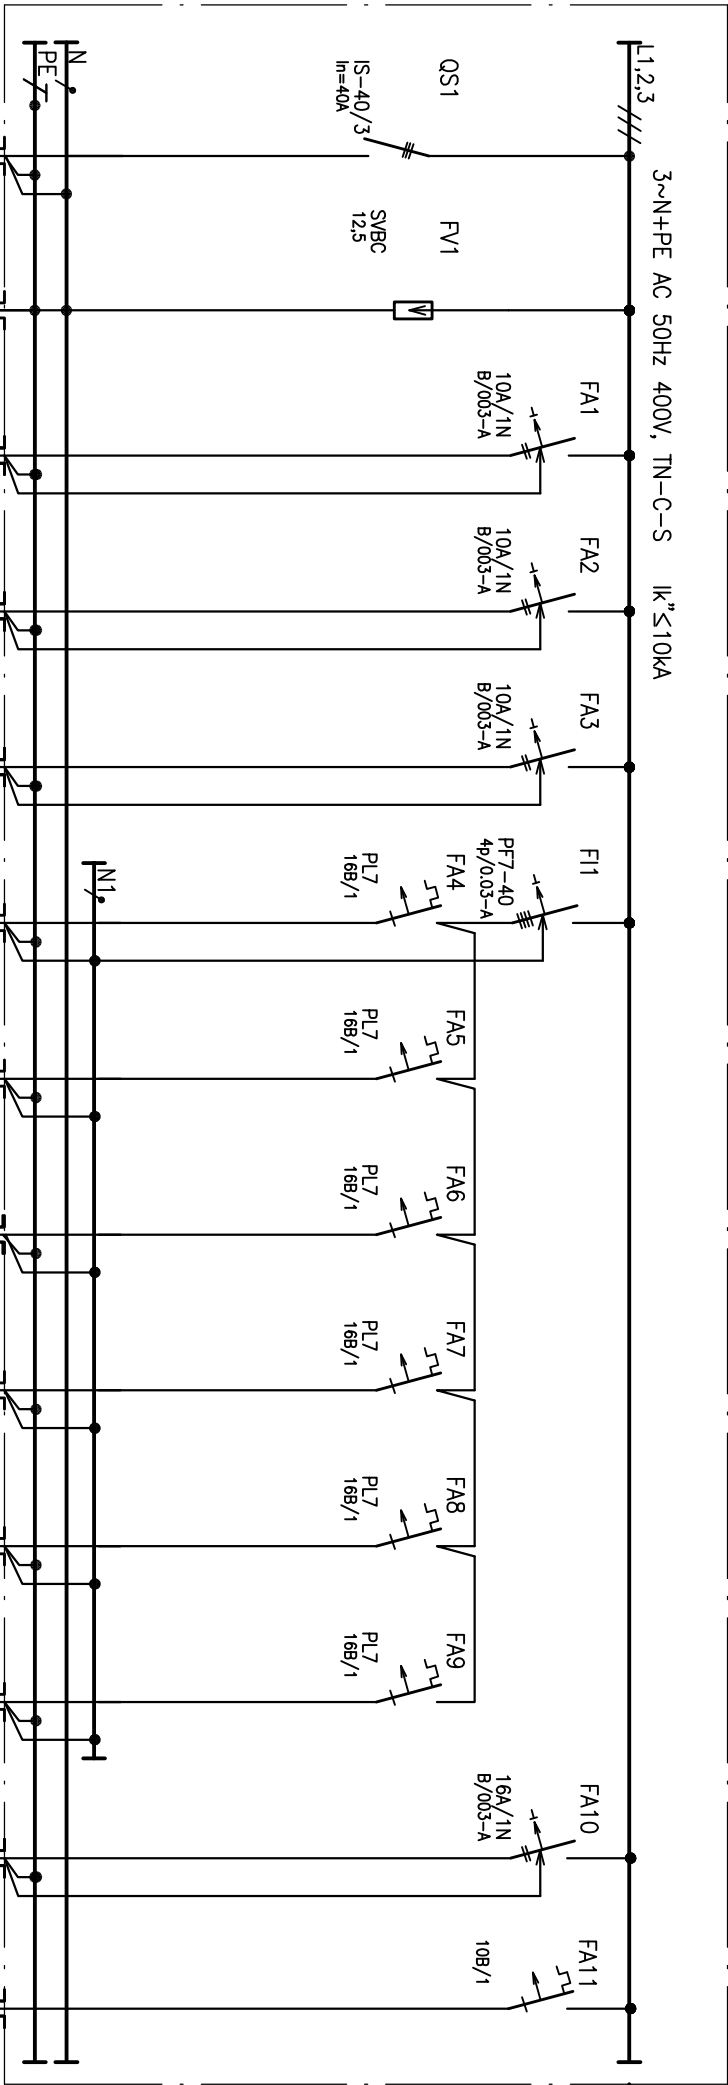 L1,2,3
3~N+PE AC 50Hz 400V, TN-C-S Ik"≤10kA
N
PE
QS1
IS-40/3
In=40A
FV1
SVBC
12,5
FA1
10A/1N
B/003-A
FA2
10A/1N
B/003-A
FA3
10A/1N
B/003-A
FI1
PF7-40
4p/0.03-A
N1
FA4
PL7
16B/1
FA5
PL7
16B/1
FA6
PL7
16B/1
FA7
PL7
16B/1
FA8
PL7
16B/1
FA9
PL7
16B/1
FA10
16A/1N
B/003-A
FA11
10B/1